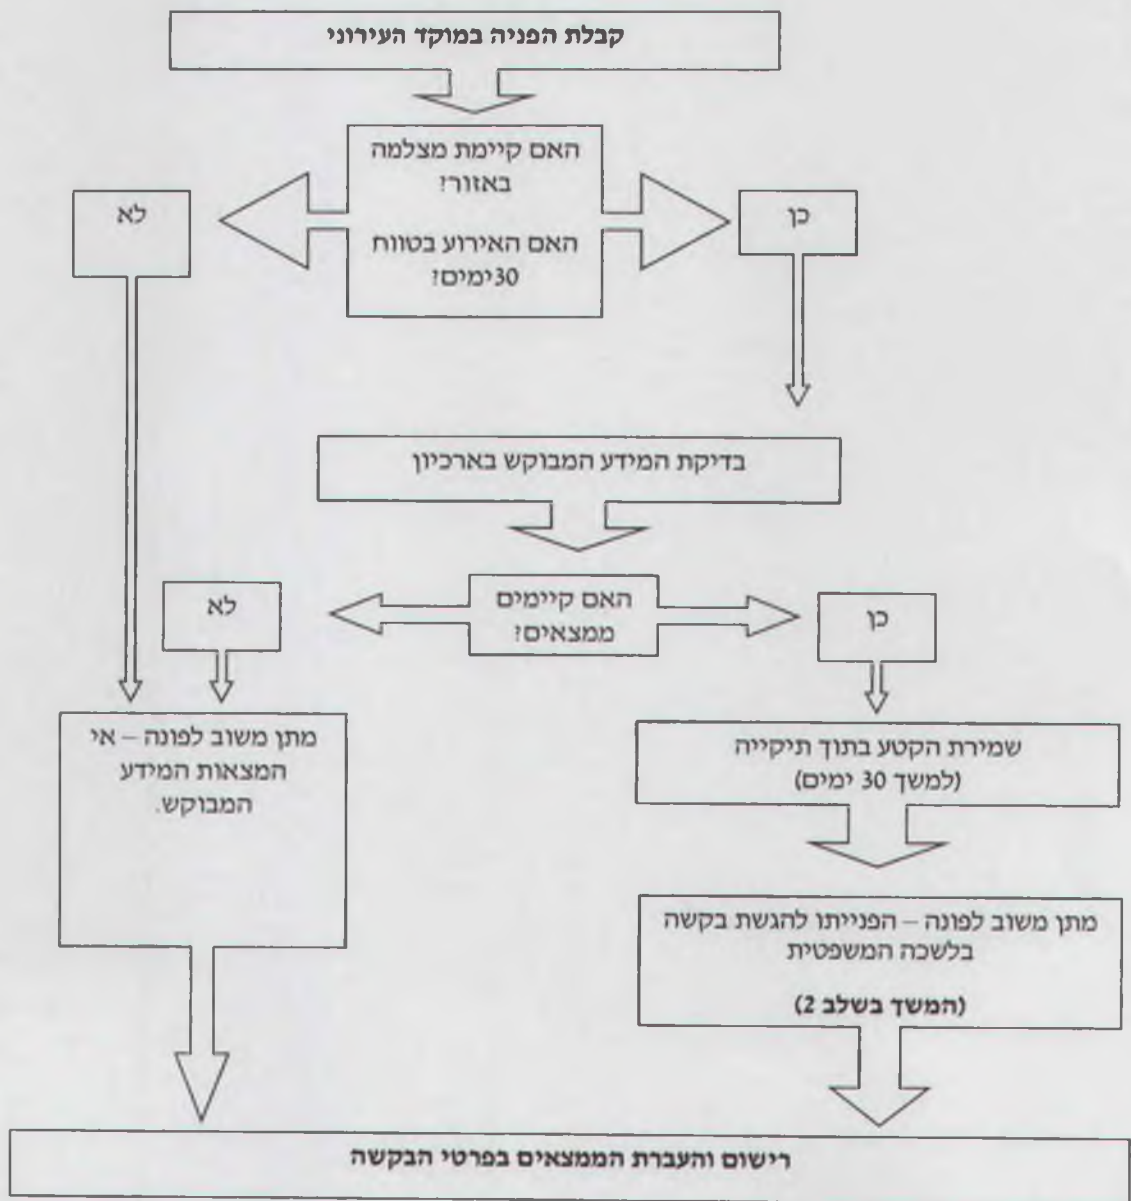 קבלת הפניה במוקד העירוני
האם קיימת מצלמה
באזור?
האם האירוע בטווח
30ימים?
כן
לא
בדיקת המידע המבוקש בארכיון
האם קיימים
ממצאים?
כן
לא
שמירת הקטע בתוך תיקייה
(למשך 30 ימים)
מתן משוב לפונה – אי
המצאות המידע
המבוקש.
מתן משוב לפונה – הפנייתו להגשת בקשה
בלשכה המשפטית
(המשך בשלב 2)
רישום והעברת הממצאים בפרטי הבקשה